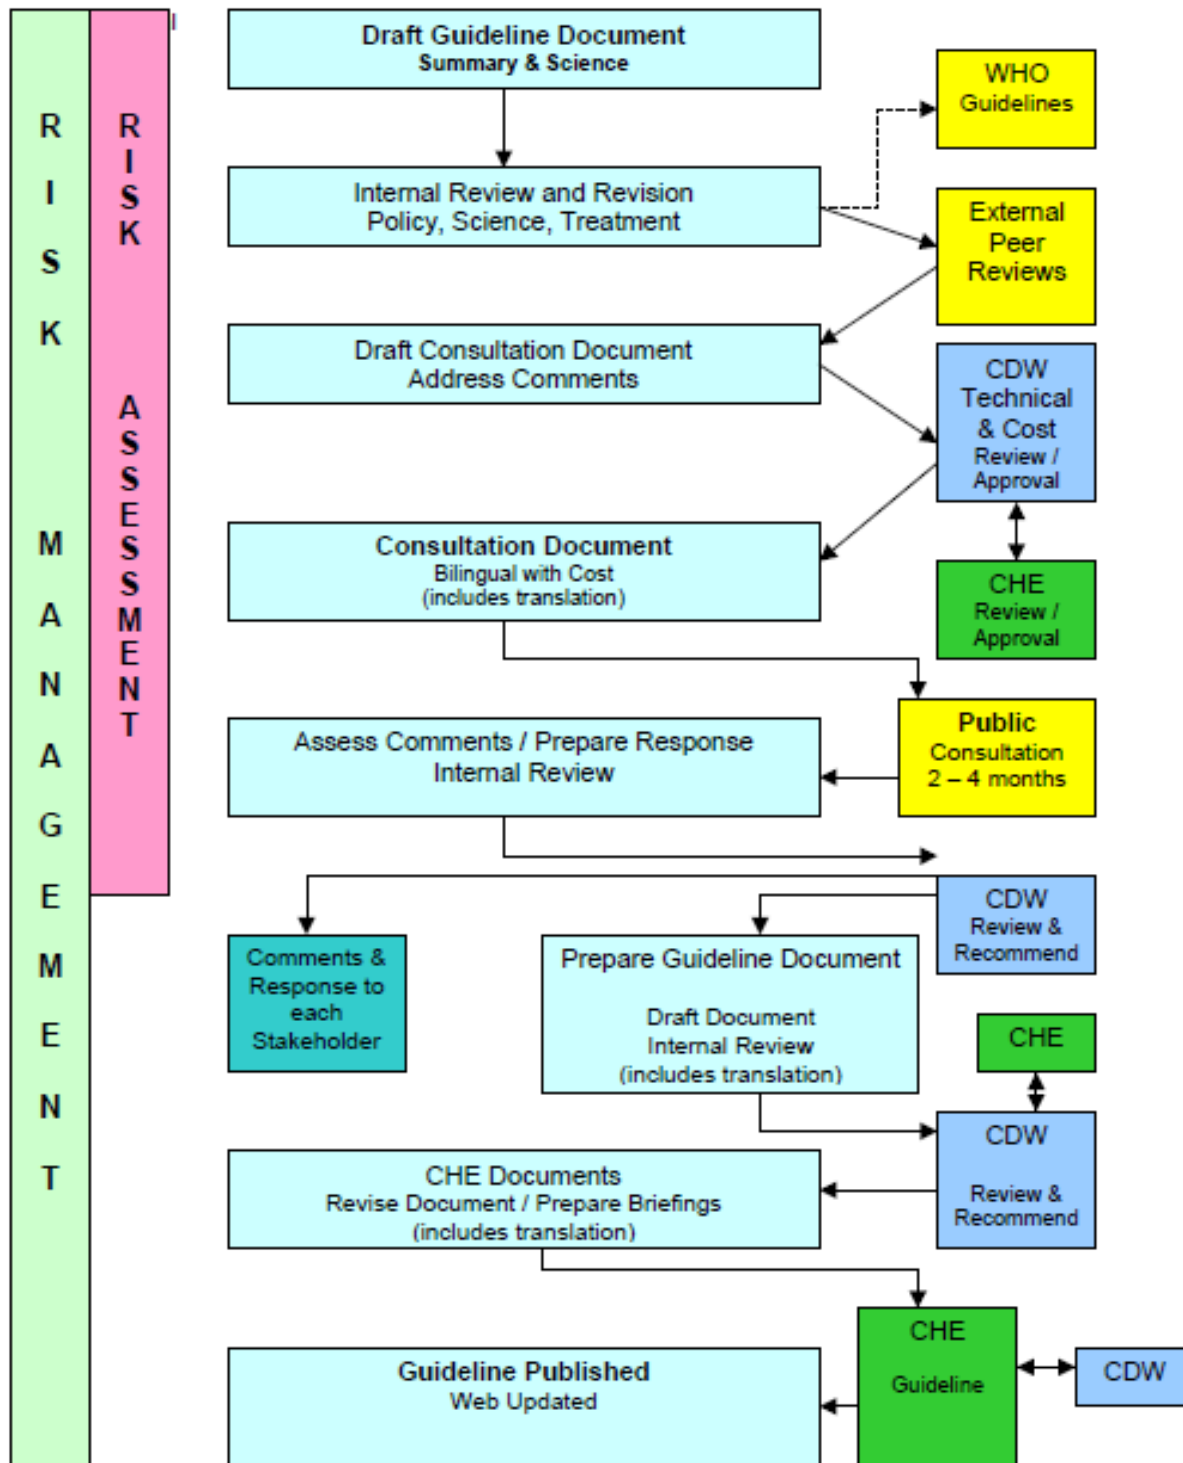 RISK MANAGEMENT
RISK ASSESSMENT
Draft Guideline Document
Summary & Science
WHO
Guidelines
Internal Review and Revision
Policy, Science, Treatment
External
Peer
Reviews
Draft Consultation Document
Address Comments
CDW
Technical
& Cost
Review /
Approval
Consultation Document
Bilingual with Cost
(includes translation)
CHE
Review /
Approval
Public
Consultation
2 – 4 months
Assess Comments / Prepare Response
Internal Review
CDW
Review &
Recommend
Comments &
Response to
each
Stakeholder
Prepare Guideline Document
Draft Document
Internal Review
(includes translation)
CHE
CDW
Review &
Recommend
CHE Documents
Revise Document / Prepare Briefings
(includes translation)
CHE
Guideline
CDW
Guideline Published
Web Updated